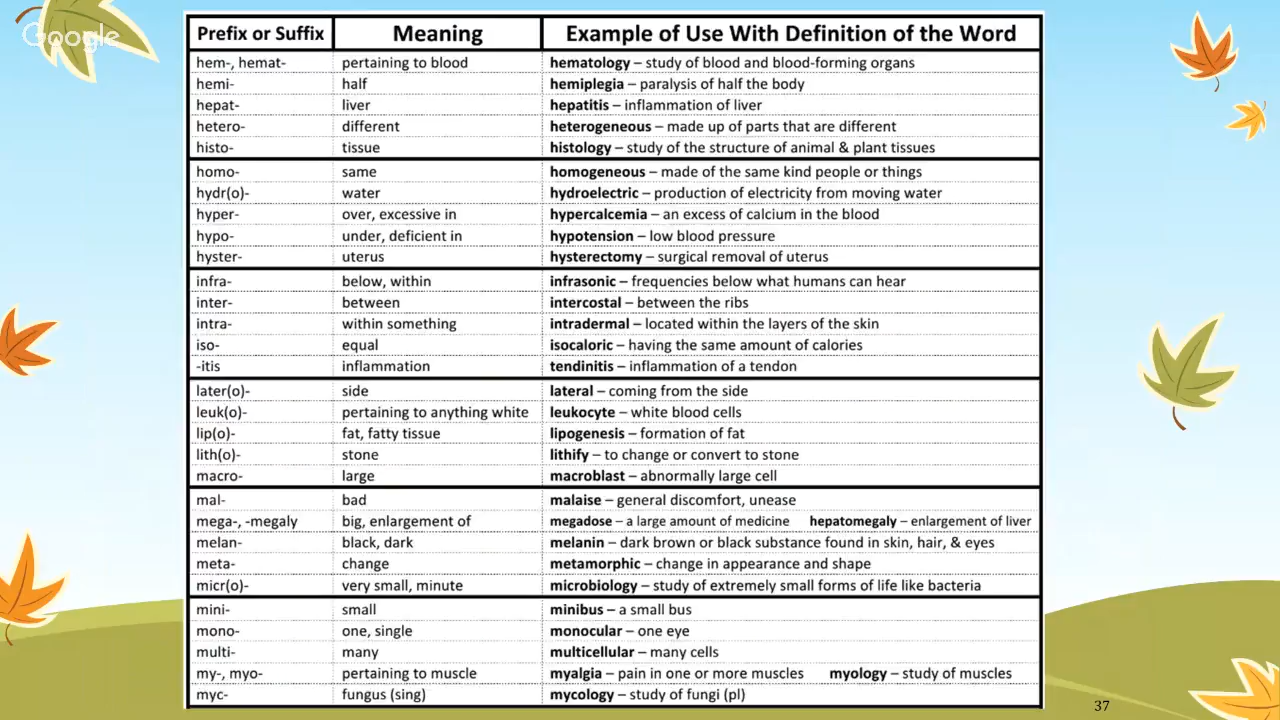 Google
Prefix or Suffix Meaning Example of Use With Definition of the Word
hem-, hemat- pertaining to blood hematology – study of blood and blood-forming organs
hemi- half hemiplegia – paralysis of half the body
hepat- liver hepatitis – inflammation of liver
hetero- different heterogeneous – made up of parts that are different
histo- tissue histology – study of the structure of animal & plant tissues
homo- same homogeneous – made of the same kind people or things
hydr(o)- water hydroelectric – production of electricity from moving water
hyper- over, excessive in hypercalcemia – an excess of calcium in the blood
hypo- under, deficient in hypotension – low blood pressure
hyster- uterus hysterectomy – surgical removal of uterus
infra- below, within infrasonic – frequencies below what humans can hear
inter- between intercostal – between the ribs
intra- within something intradermal – located within the layers of the skin
iso- equal isocaloric – having the same amount of calories
-itis inflammation tendinitis – inflammation of a tendon
later(o)- side lateral – coming from the side
leuk(o)- pertaining to anything white leukocyte – white blood cells
lip(o)- fat, fatty tissue lipogenesis – formation of fat
lith(o)- stone lithify – to change or convert to stone
macro- large macroblast – abnormally large cell
mal- bad malaise – general discomfort, unease
mega-, -megaly big, enlargement of megadose – a large amount of medicine hepatomegaly – enlargement of liver
melan- black, dark melanin – dark brown or black substance found in skin, hair, & eyes
meta- change metamorphic – change in appearance and shape
micr(o)- very small, minute microbiology – study of extremely small forms of life like bacteria
mini- small minibus – a small bus
mono- one, single monocular – one eye
multi- many multicellular – many cells
my-, myo- pertaining to muscle myalgia – pain in one or more muscles myology – study of muscles
myc- fungus (sing) mycology – study of fungi (pl)
37